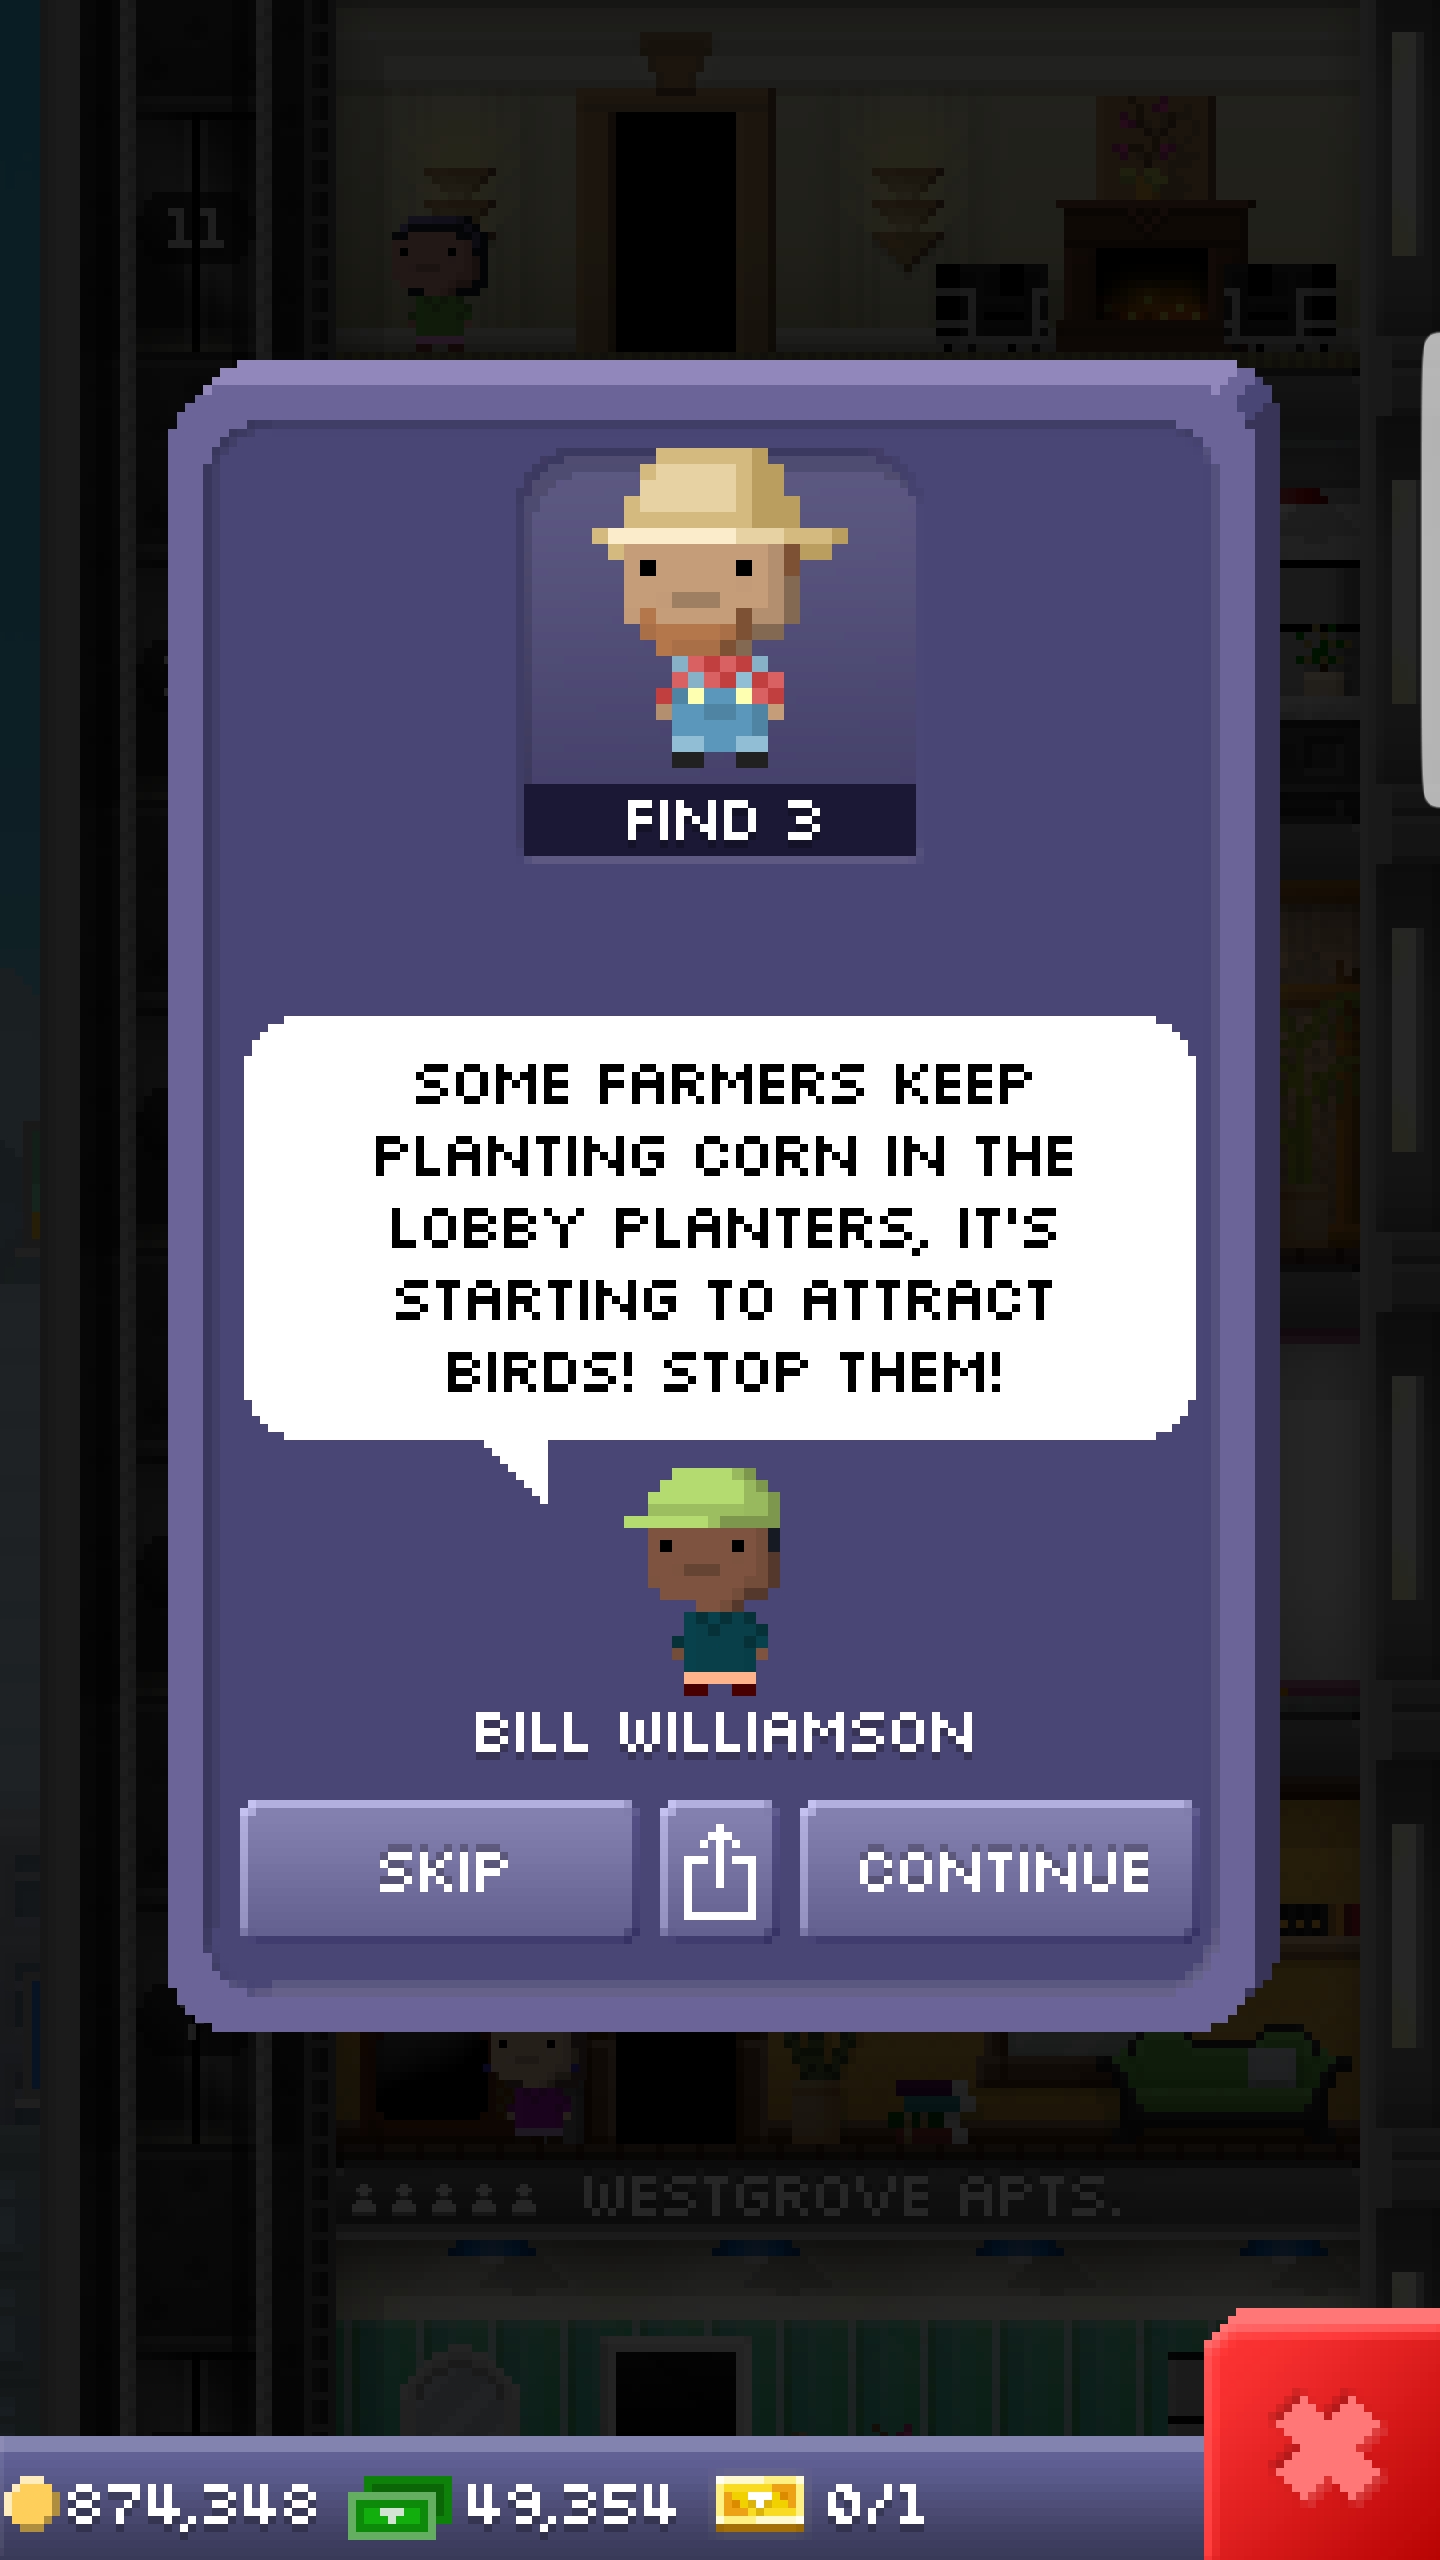 11
FIND 3
SOME FARMERS KEEP
PLANTING CORN IN THE
LOBBY PLANTERS, IT'S
STARTING TO ATTRACT
BIRDS! STOP THEM!
BILL WILLIAMSON
SKIP
CONTINUE
WESTGROVE APTS.
874,348
49,354
0/1